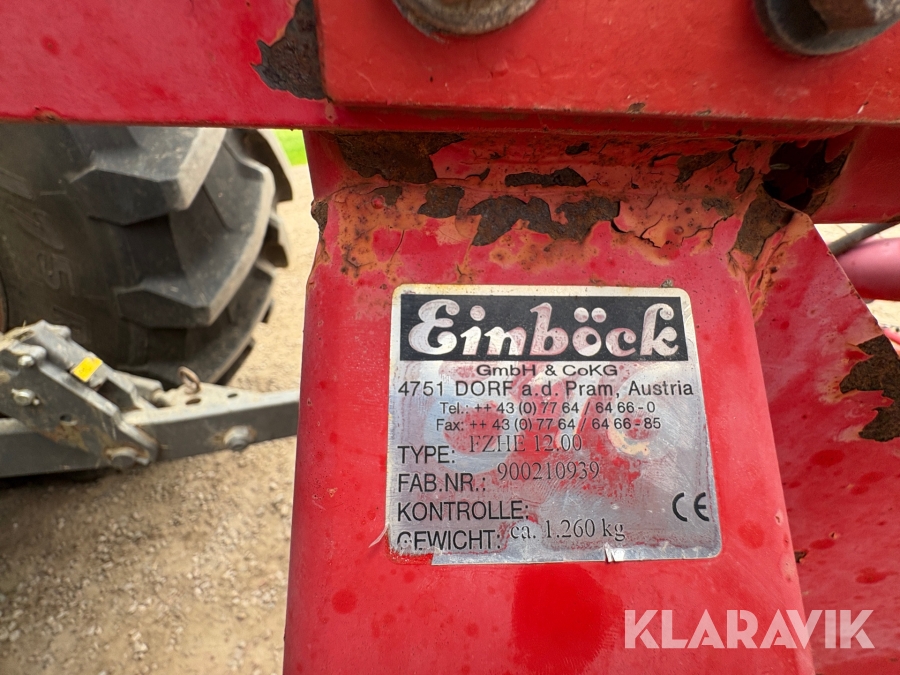 Einböck
GmbH & CoKG
4751 DORF a.d. Pram, Austria
Tel.: ++ 43 (0) 77 64 / 64 66-0
Fax: ++ 43 (0) 77 64 / 64 66-85
TYPE: FZHE 12.00
FAB.NR.: 900210939
KONTROLLE:
GEWICHT: ca. 1.260 kg
CE
KLARAVIK